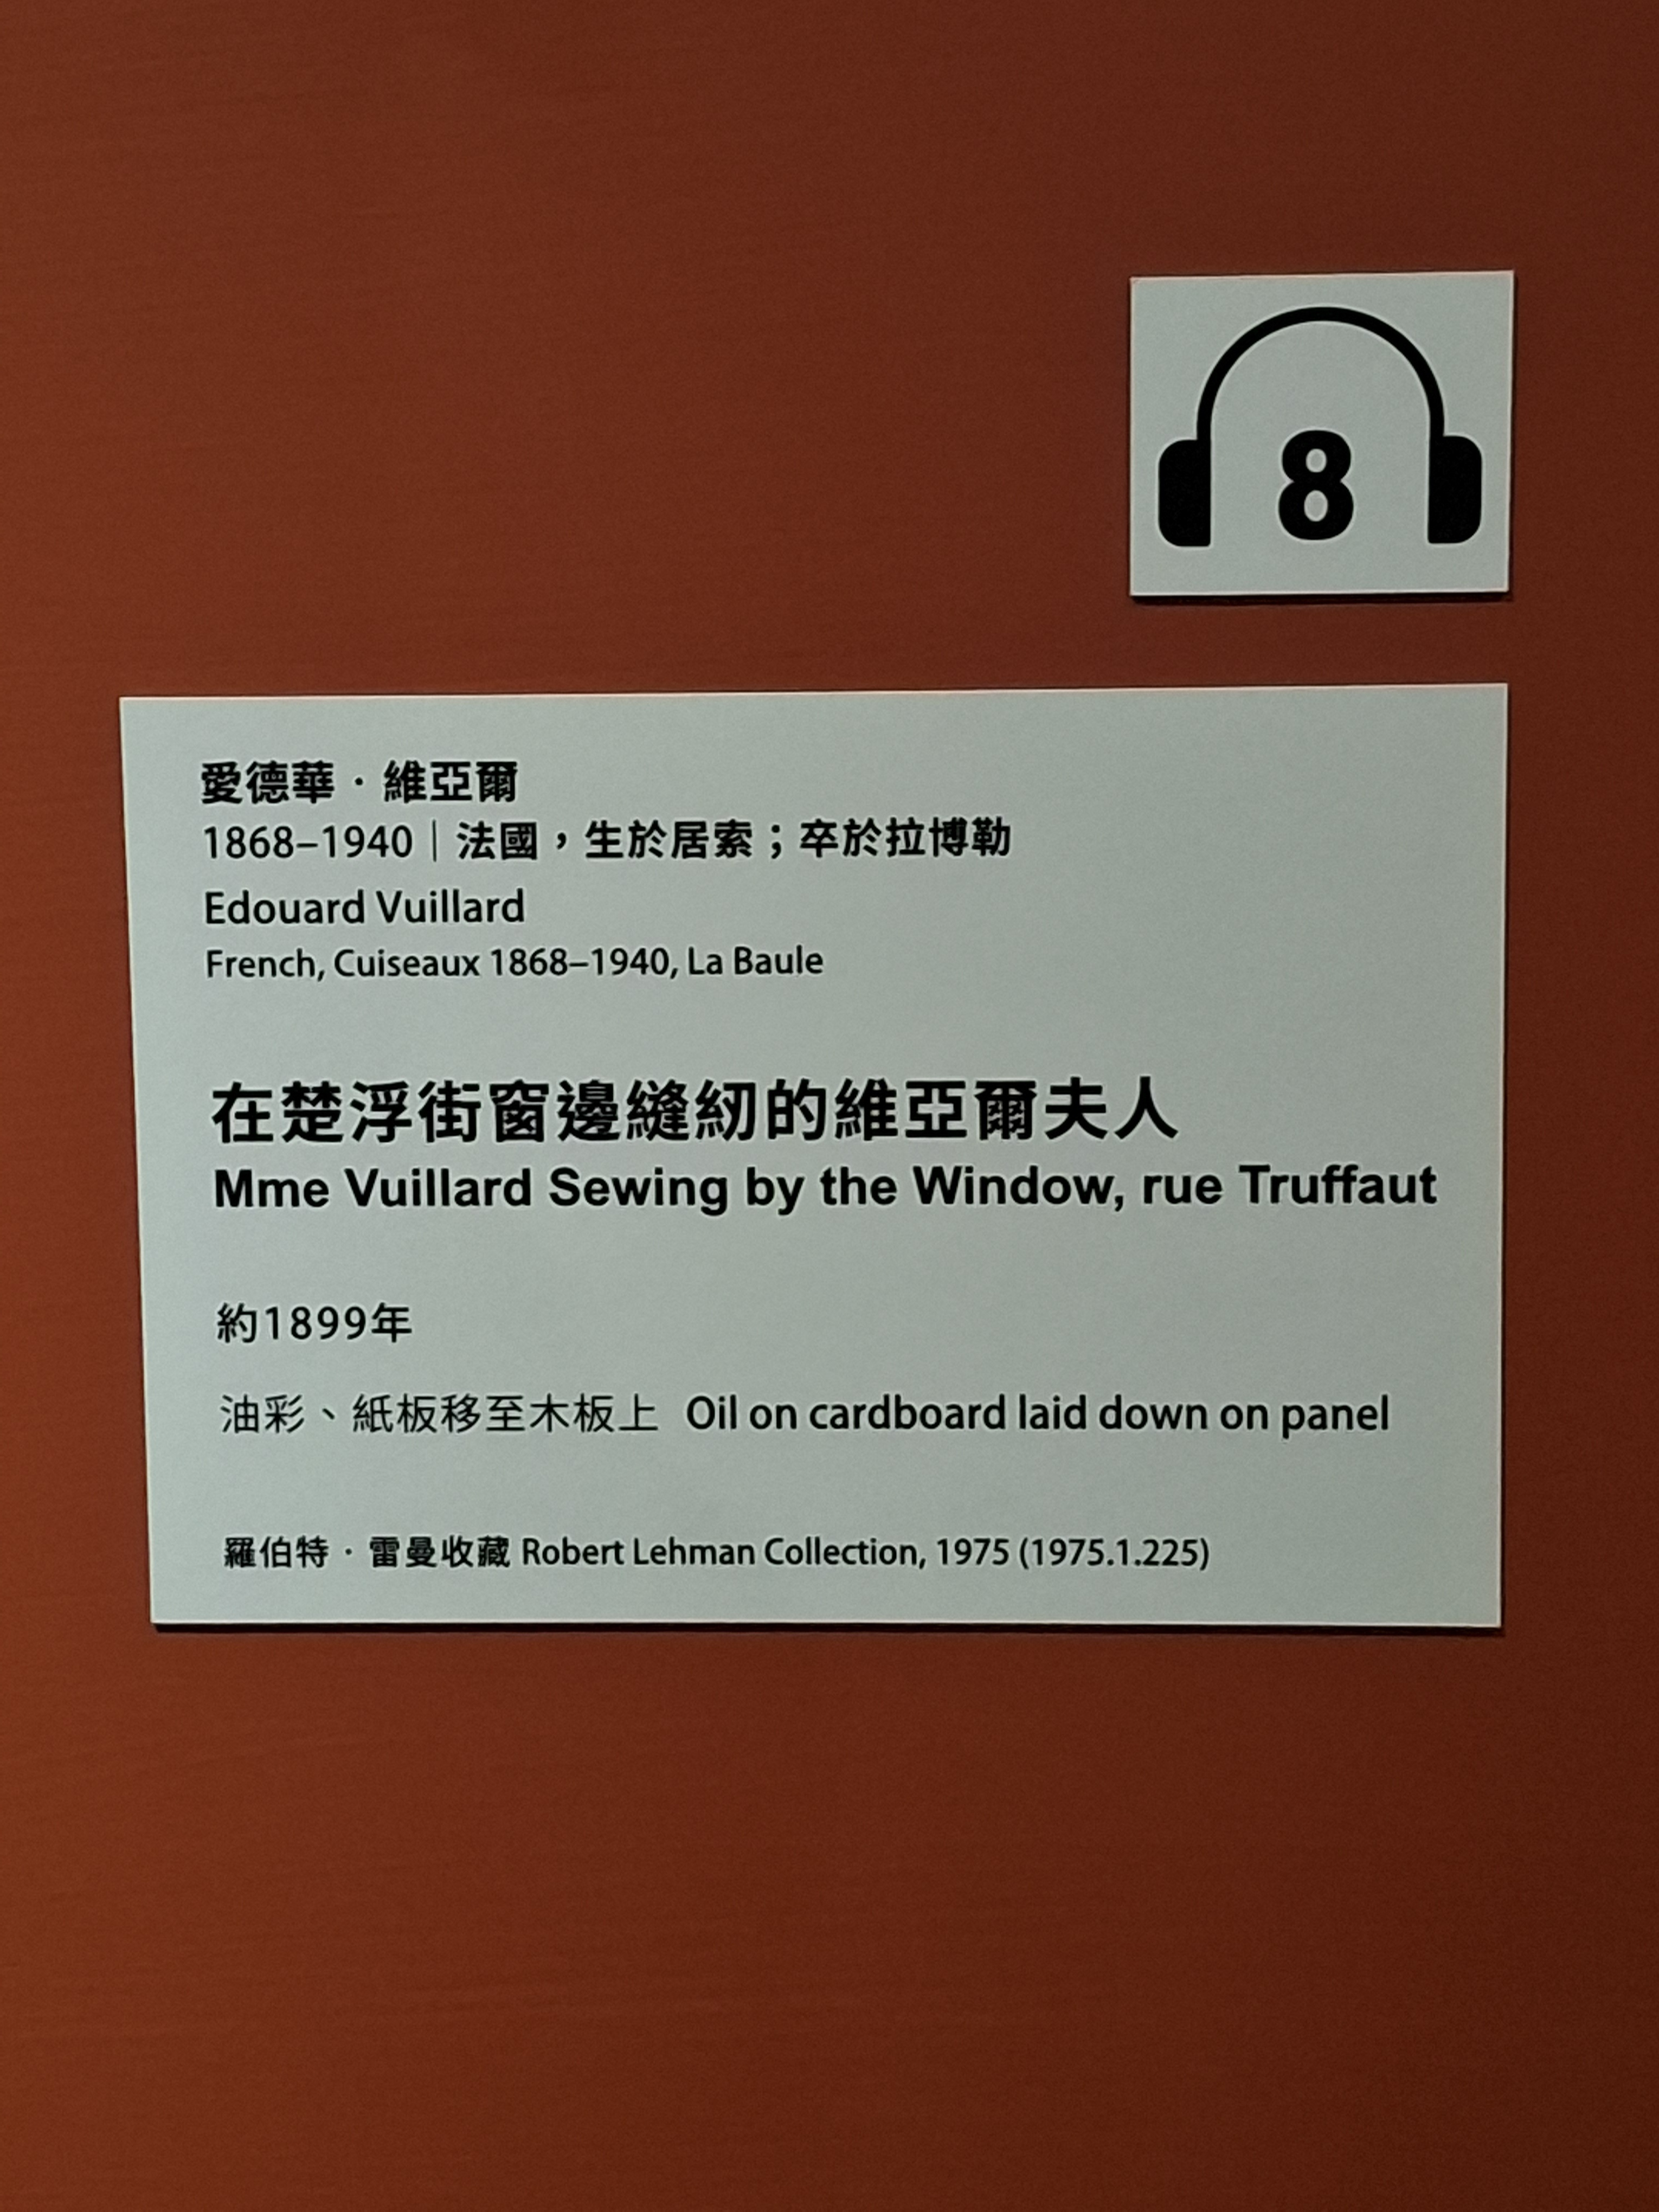 8
愛德華．維亞爾
1868–1940｜法國，生於居索；卒於拉博勒
Edouard Vuillard
French, Cuiseaux 1868–1940, La Baule
在楚浮街窗邊縫紉的維亞爾夫人
Mme Vuillard Sewing by the Window, rue Truffaut
約1899年
油彩、紙板移至木板上 Oil on cardboard laid down on panel
羅伯特．雷曼收藏 Robert Lehman Collection, 1975 (1975.1.225)